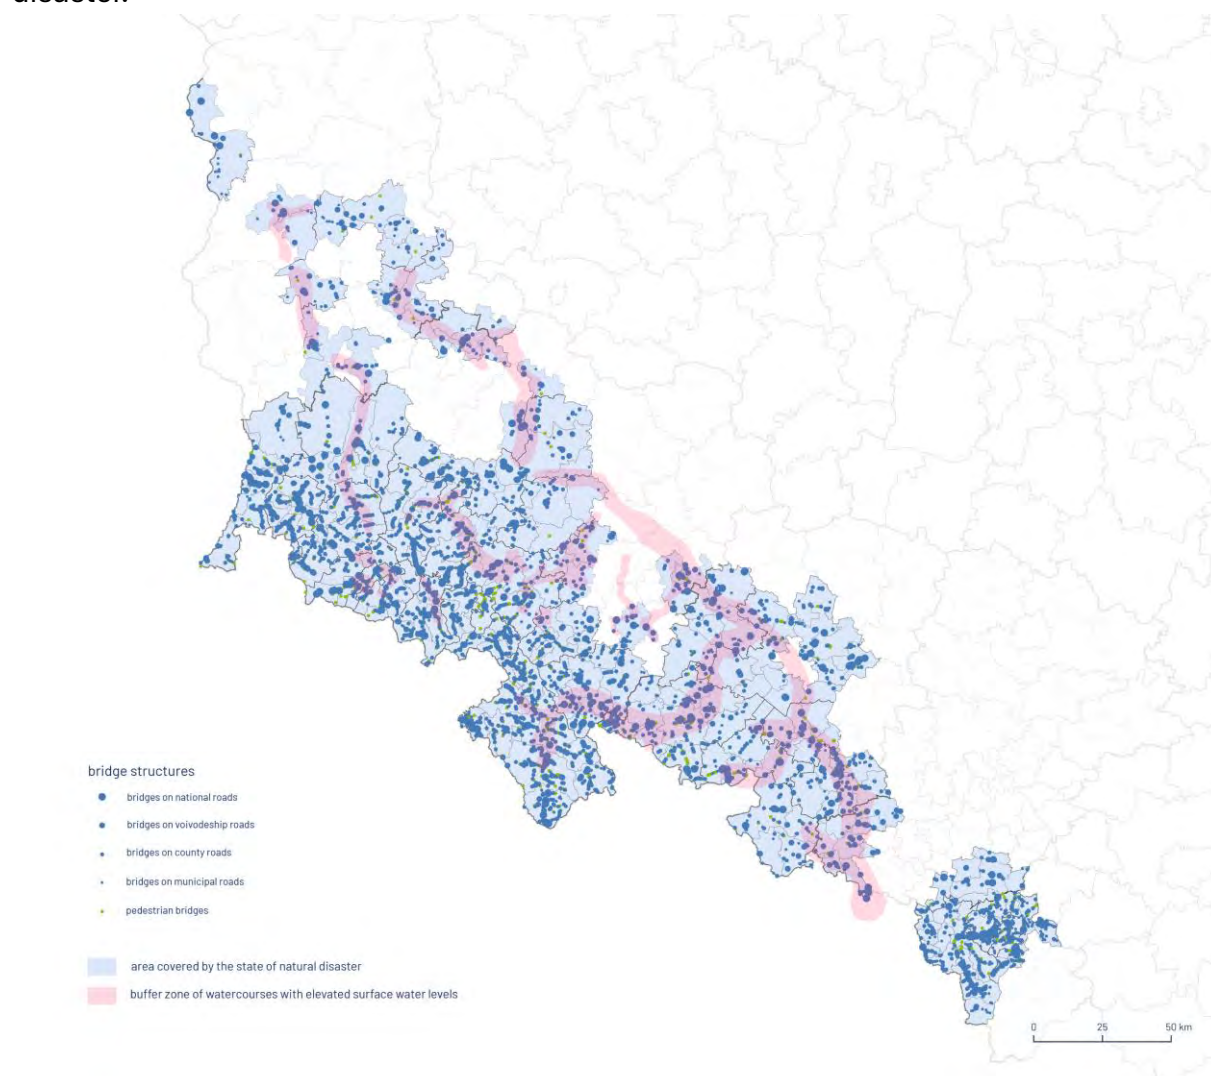 disaster.
bridge structures
bridges on national roads
bridges on voivodeship roads
bridges on county roads
bridges on municipal roads
pedestrian bridges
area covered by the state of natural disaster
buffer zone of watercourses with elevated surface water levels
0 25 50 km